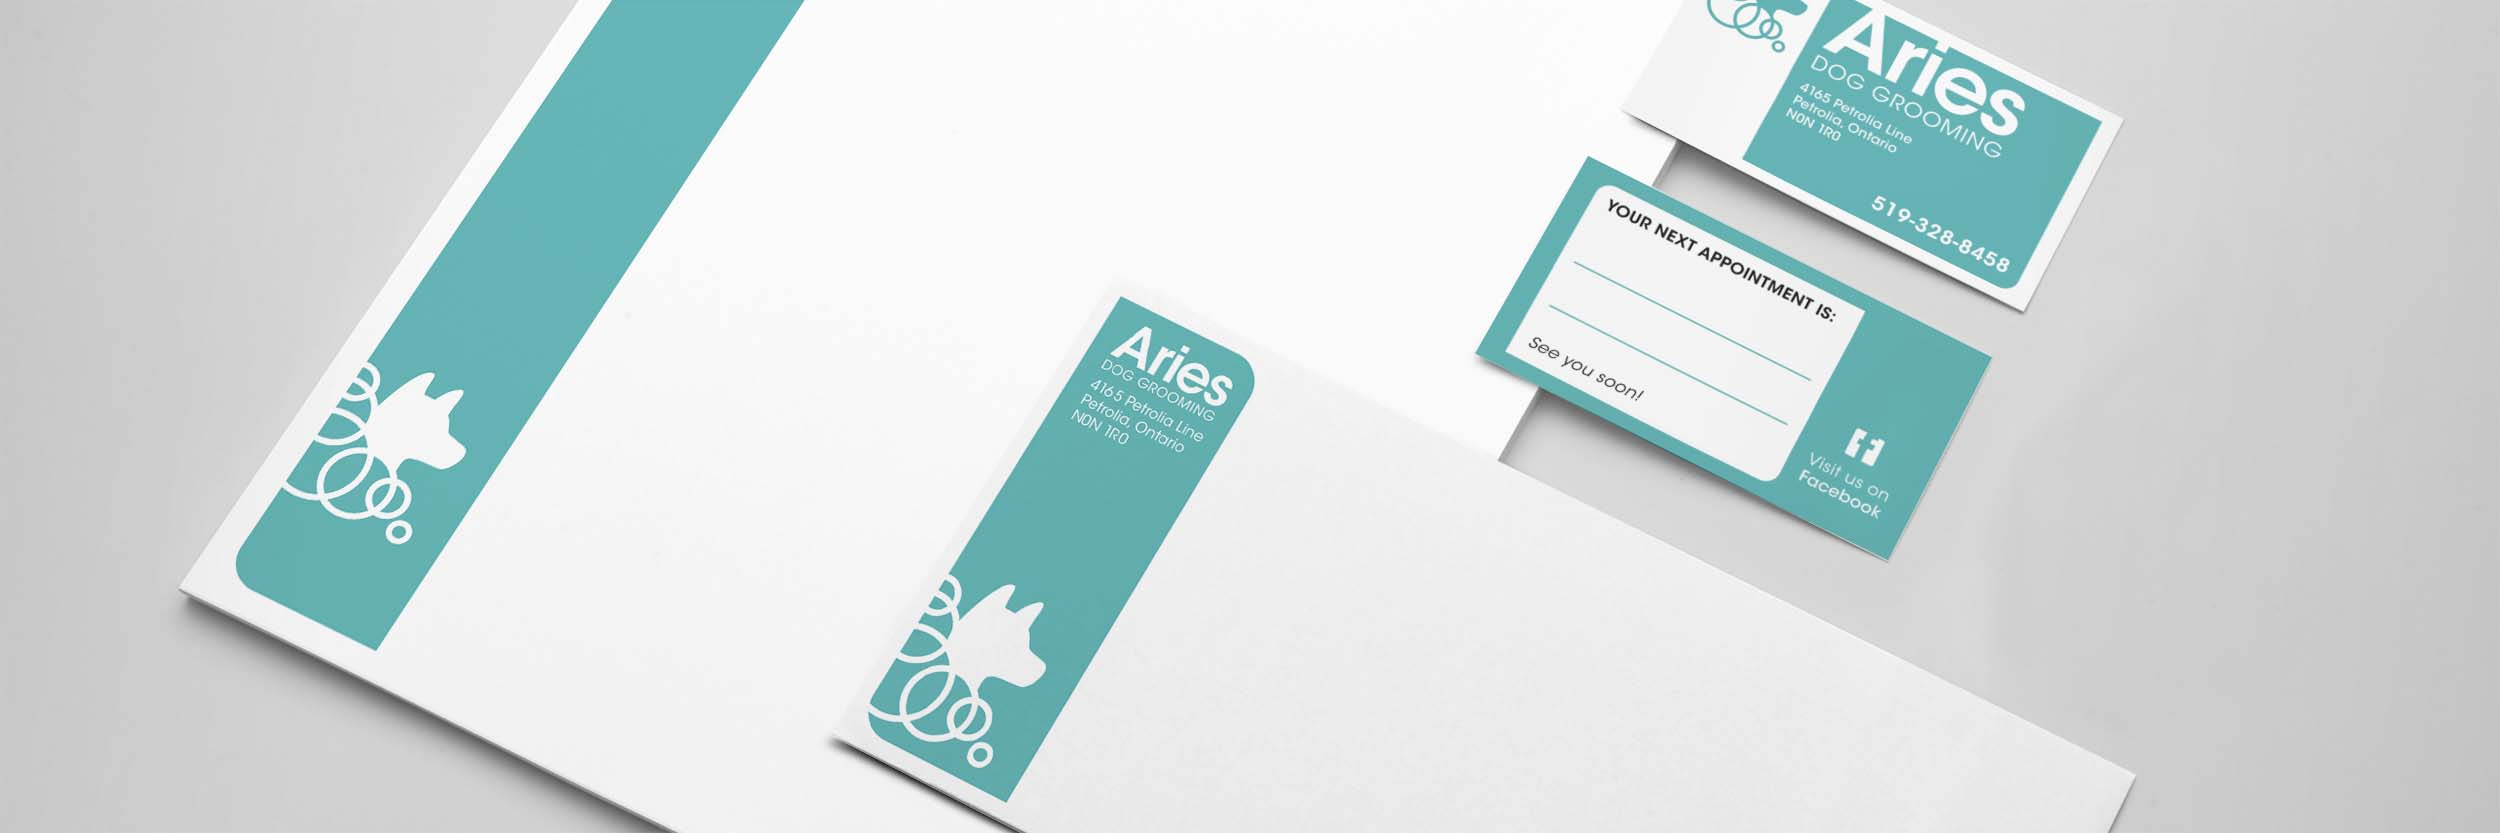 Aries
DOG GROOMING
4165 Petrolia Line
Petrolia, Ontario
N0N 1R0
519-328-8458
YOUR NEXT APPOINTMENT IS:
See you soon!
Visit us on
Facebook
Aries
DOG GROOMING
4165 Petrolia Line
Petrolia, Ontario
N0N 1R0